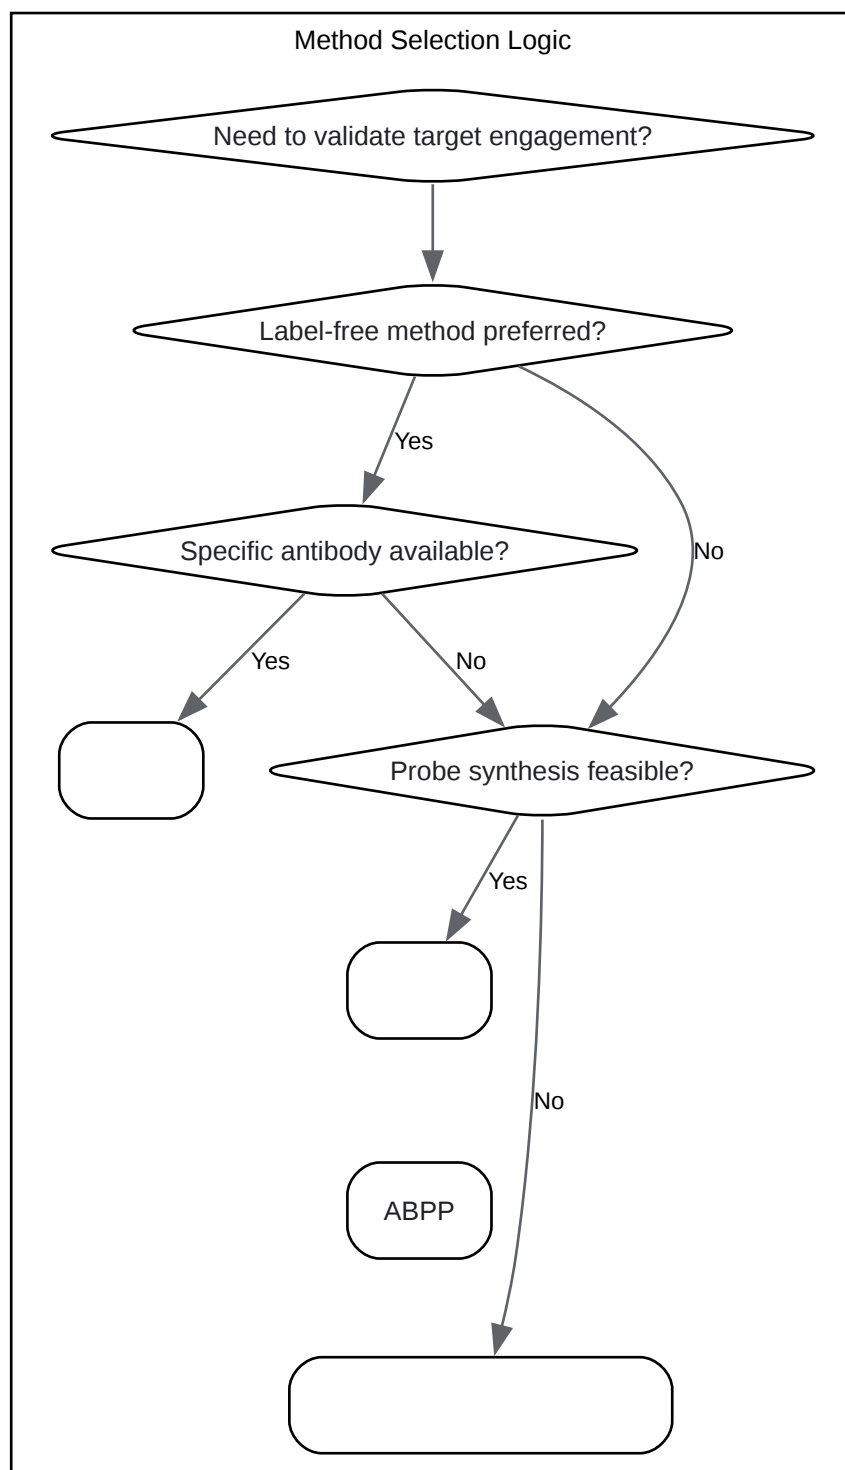 Method Selection Logic
Need to validate target engagement?
Label-free method preferred?
Yes
Specific antibody available?
No
Yes
No
Probe synthesis feasible?
Yes
No
ABPP